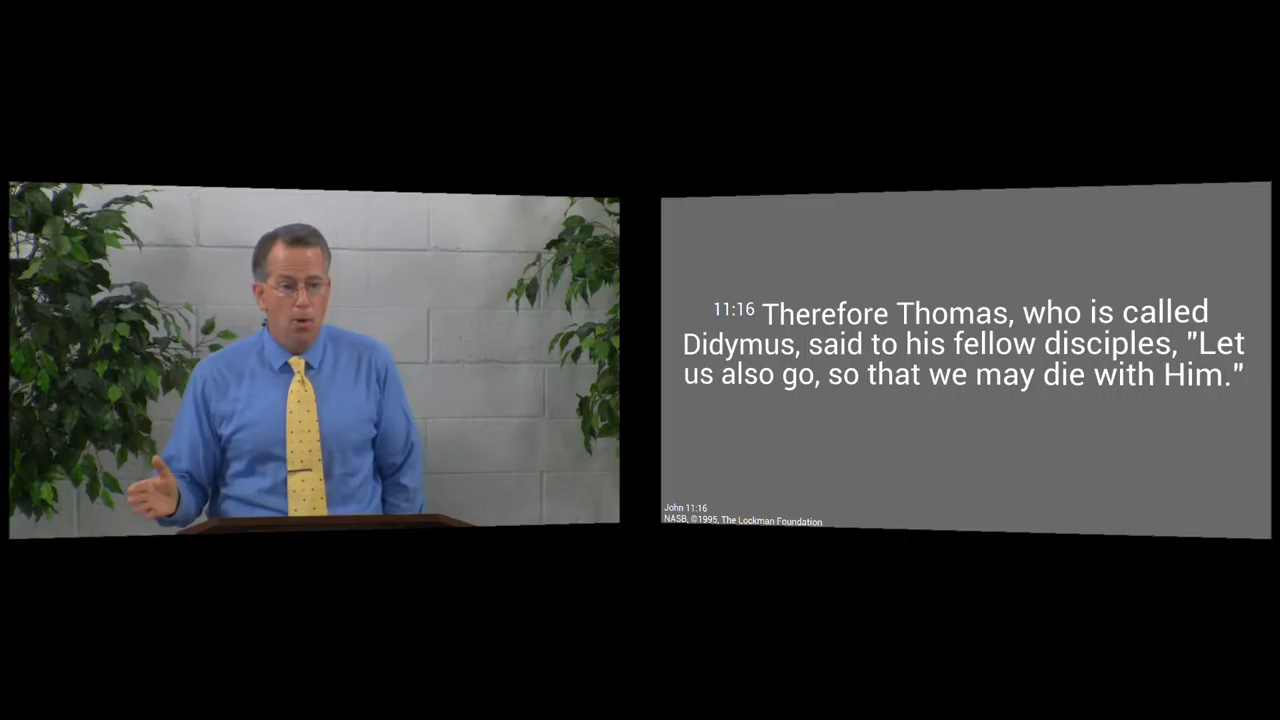 11:16 Therefore Thomas, who is called
Didymus, said to his fellow disciples, "Let
us also go, so that we may die with Him."
John 11:16
NASB, ©1995, The Lockman Foundation